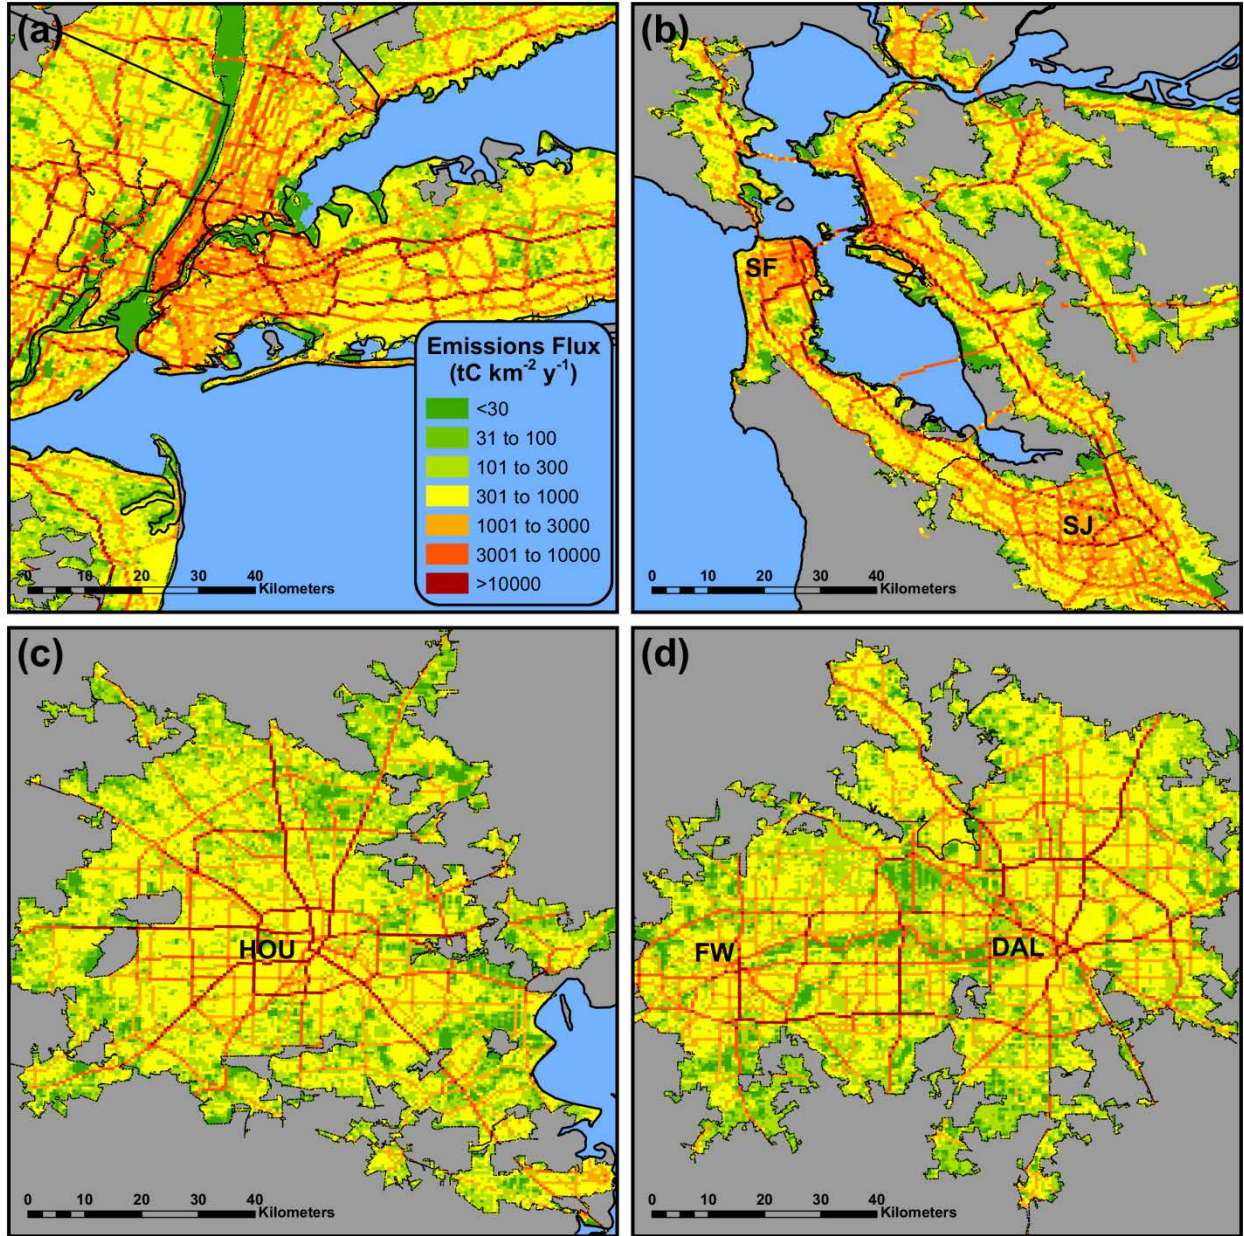 (a)
Emissions Flux
(tC km⁻² y⁻¹)
<30
31 to 100
101 to 300
301 to 1000
1001 to 3000
3001 to 10000
>10000
0 10 20 30 40
Kilometers
(b)
SF
SJ
0 10 20 30 40
Kilometers
(c)
HOU
0 10 20 30 40
Kilometers
(d)
FW
DAL
0 10 20 30 40
Kilometers